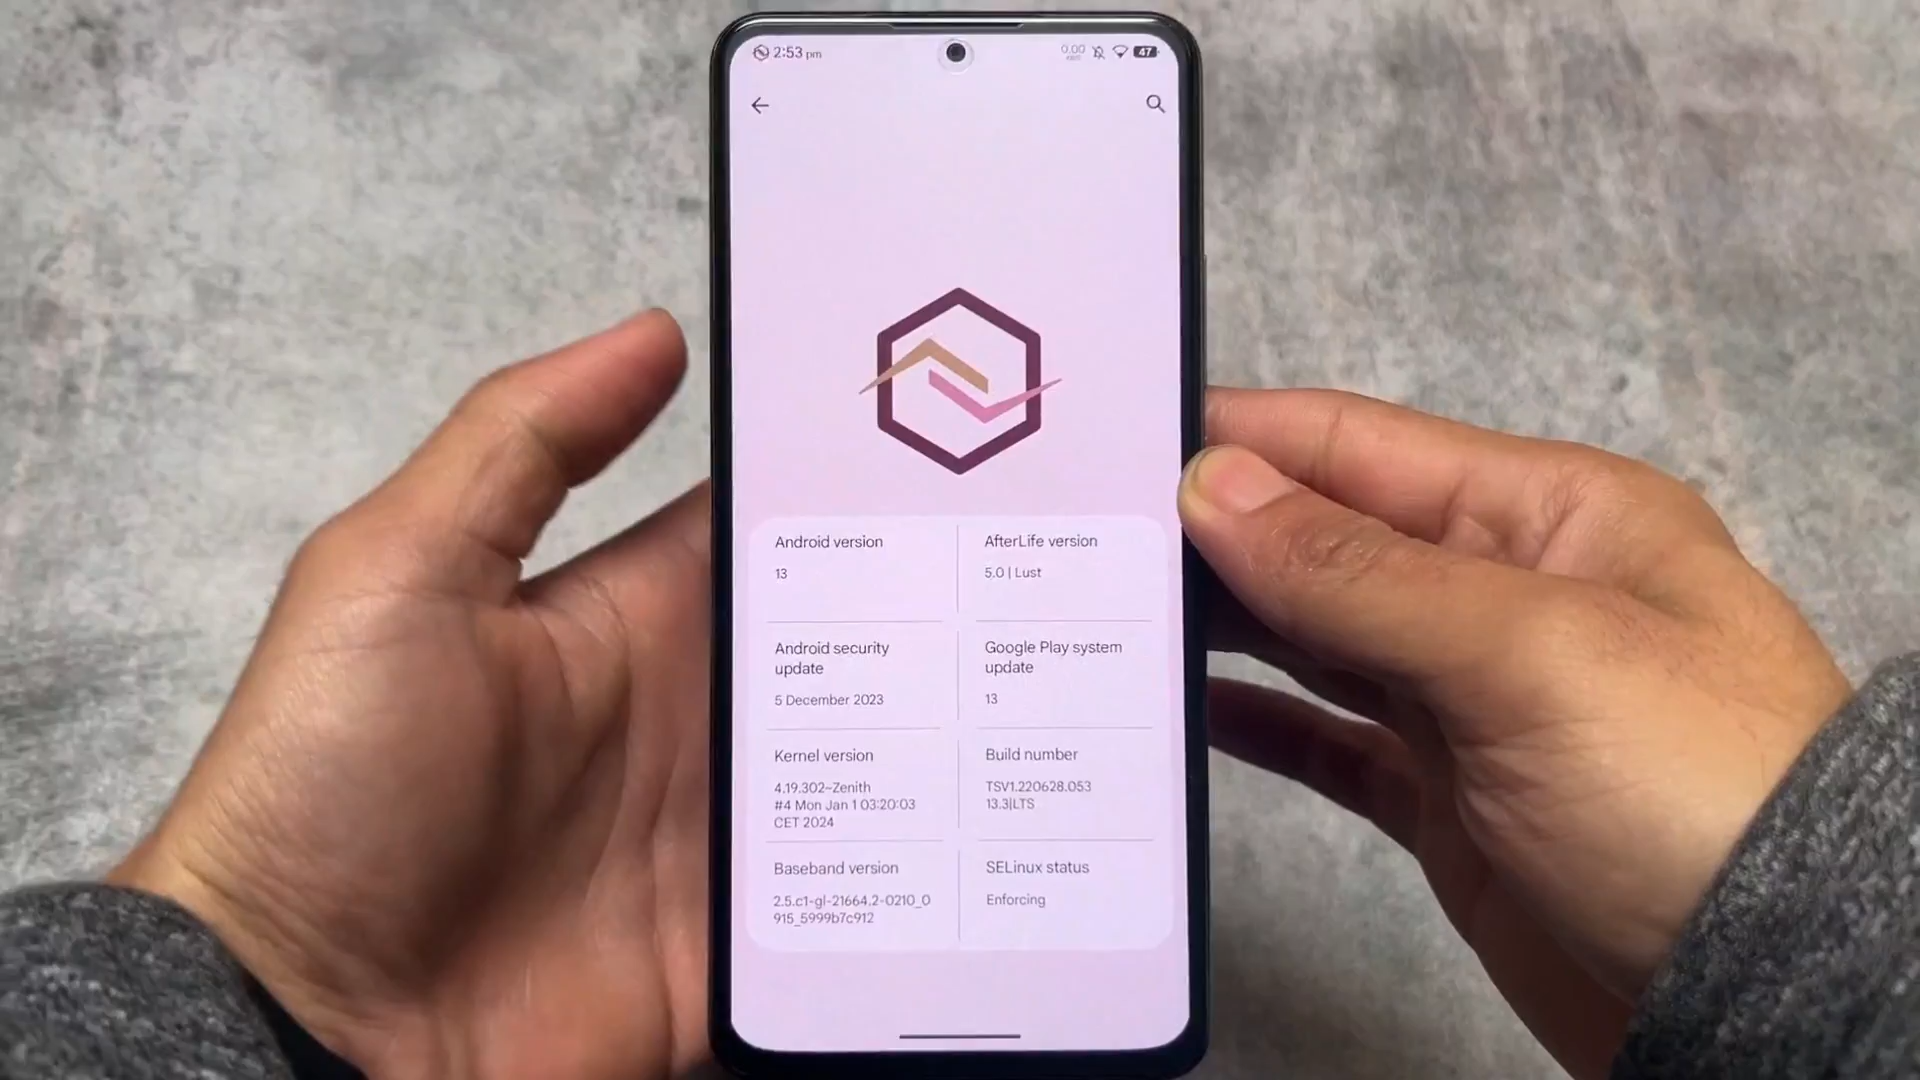 2:53 pm
0.00
47
Android version
13
AfterLife version
5.0 | Lust
Android security
update
5 December 2023
Google Play system
update
13
Kernel version
4.19.302-Zenith
#4 Mon Jan 1 03:20:03
CET 2024
Build number
TSV1.220628.053
13.3|LTS
Baseband version
2.5.c1-gl-21664.2-0210_0
915_5999b7c912
SELinux status
Enforcing